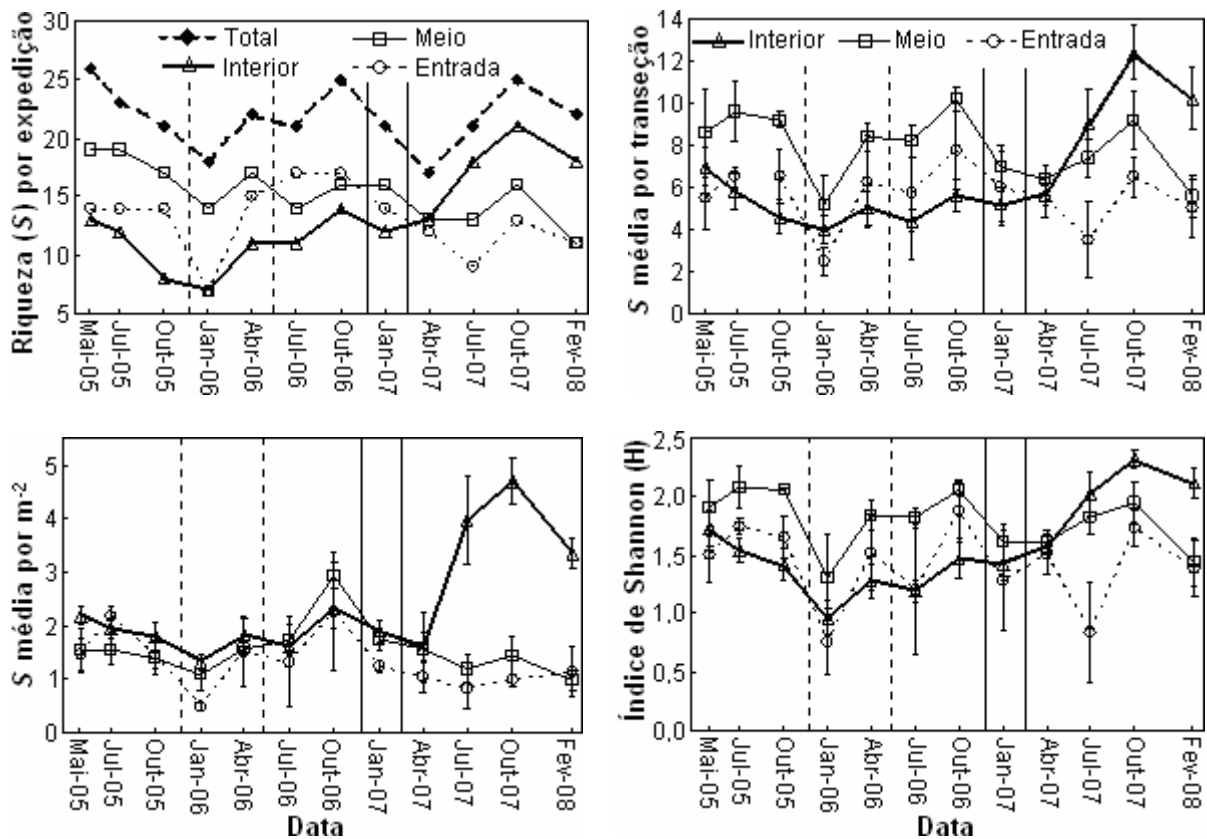 Riqueza (S) por expedição
30
25
20
15
10
5
Total
Meio
Interior
Entrada
Mai-05
Jul-05
Out-05
Jan-06
Abr-06
Jul-06
Out-06
Jan-07
Abr-07
Jul-07
Out-07
Fev-08
S média por transeção
14
12
10
8
6
4
2
0
Interior
Meio
Entrada
Mai-05
Jul-05
Out-05
Jan-06
Abr-06
Jul-06
Out-06
Jan-07
Abr-07
Jul-07
Out-07
Fev-08
S média por m-2
5
4
3
2
1
0
Mai-05
Jul-05
Out-05
Jan-06
Abr-06
Jul-06
Out-06
Jan-07
Abr-07
Jul-07
Out-07
Fev-08
Data
Índice de Shannon (H)
2,5
2,0
1,5
1,0
0,5
0,0
Mai-05
Jul-05
Out-05
Jan-06
Abr-06
Jul-06
Out-06
Jan-07
Abr-07
Jul-07
Out-07
Fev-08
Data